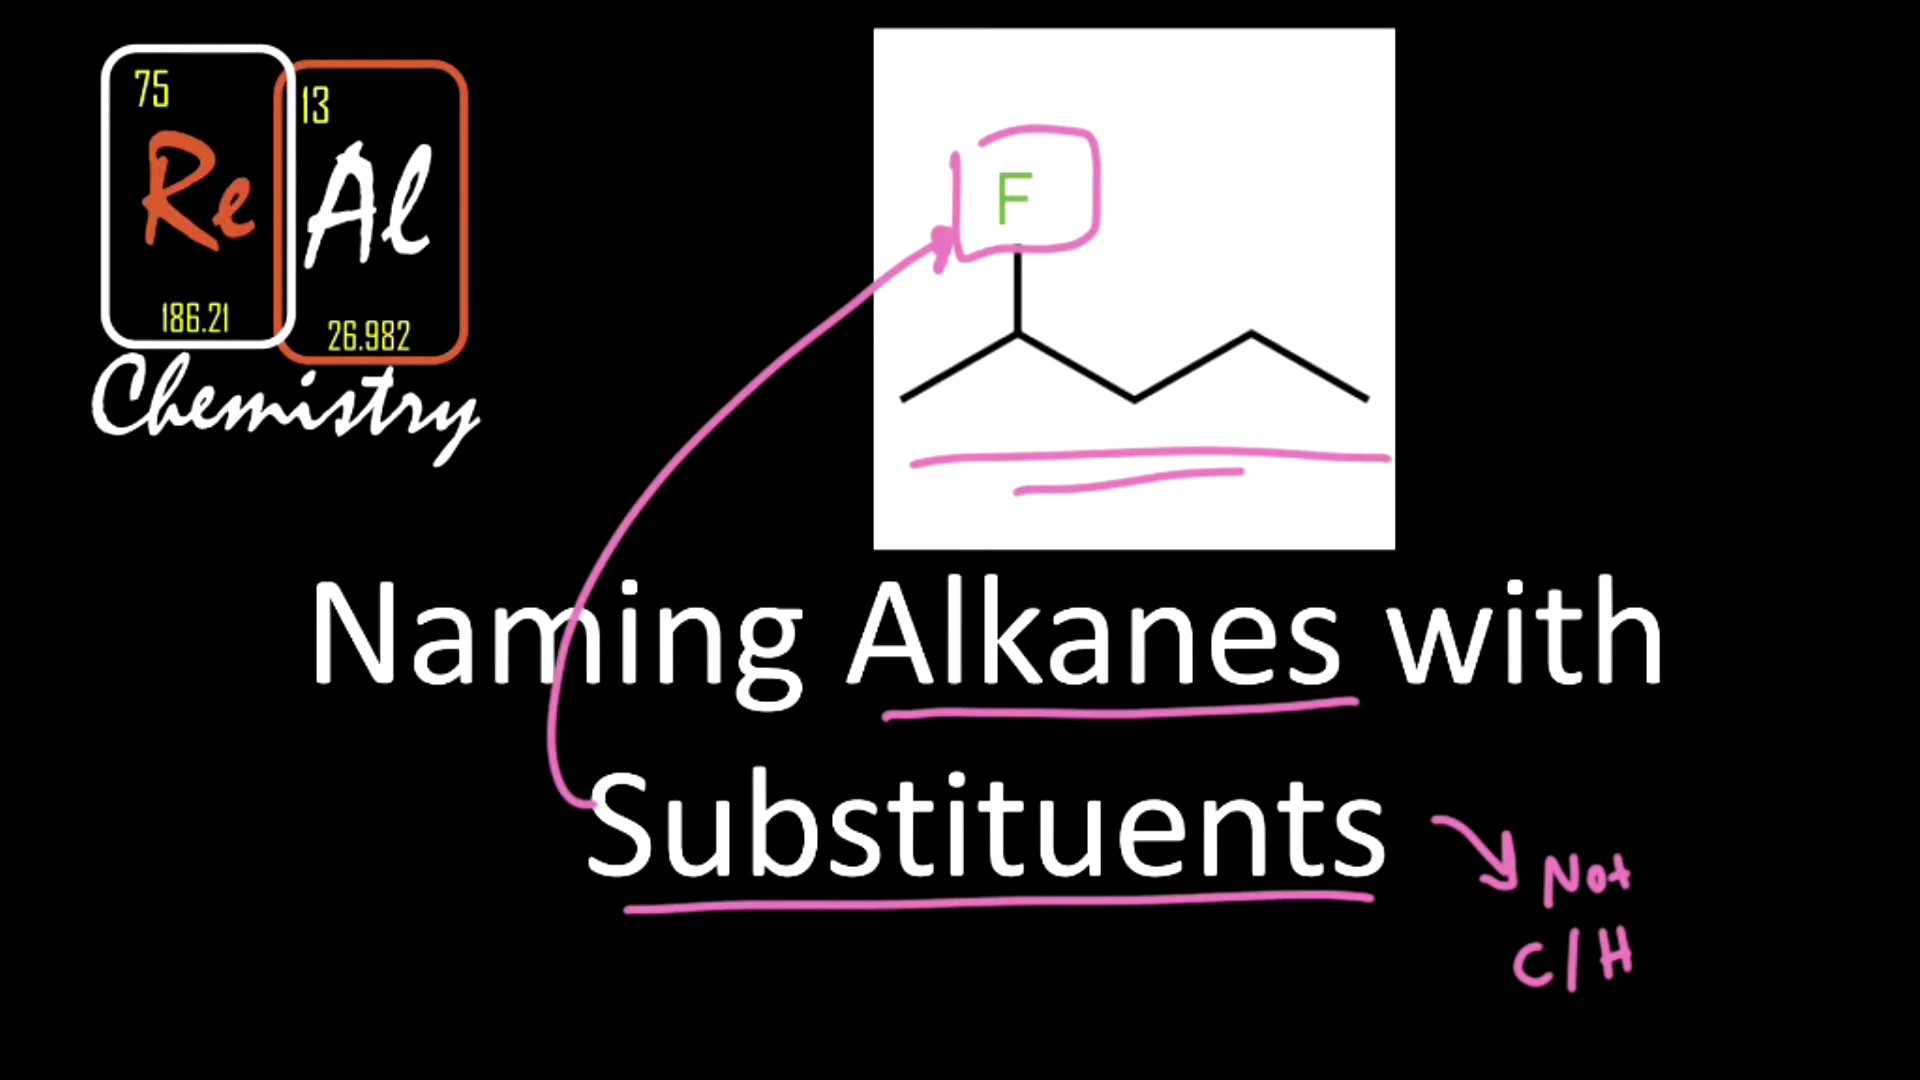 75
13
Re
Al
186.21
26.982
Chemistry
F
Naming Alkanes with
Substituents
Not
C/H